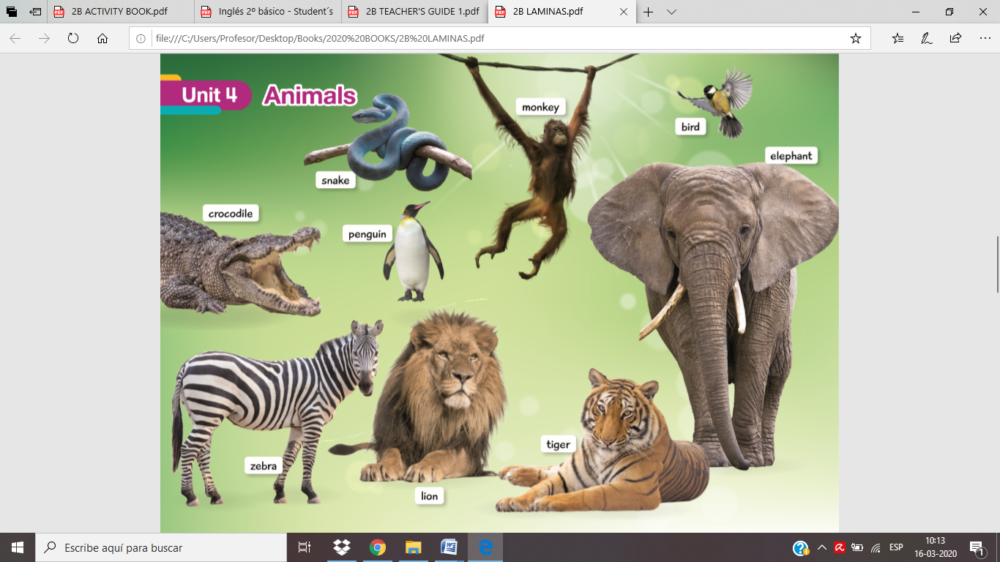 2B ACTIVITY BOOK.pdf
Inglés 2º básico - Student´s
2B TEACHER'S GUIDE 1.pdf
2B LAMINAS.pdf
file:///C:/Users/Profesor/Desktop/Books/2020%20BOOKS/2B%20LAMINAS.pdf
Unit 4 Animals
monkey
bird
elephant
snake
crocodile
penguin
tiger
zebra
lion
Escribe aquí para buscar
ESP
10:13
16-03-2020
1